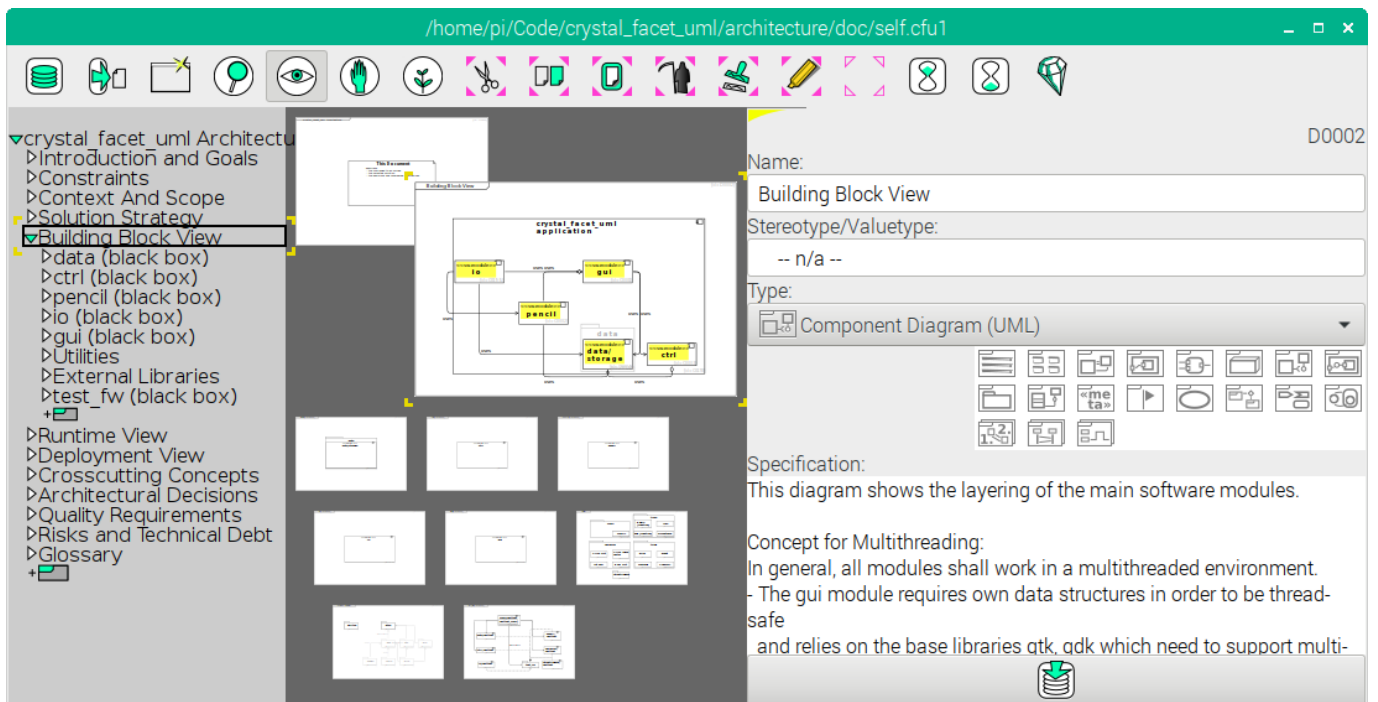 /home/pi/Code/crystal_facet_uml/architecture/doc/self.cfu1
crystal_facet_uml Architectu
Introduction and Goals
Constraints
Context And Scope
Solution Strategy
Building Block View
data (black box)
ctrl (black box)
pencil (black box)
io (black box)
gui (black box)
Utilities
External Libraries
test_fw (black box)
Runtime View
Deployment View
Crosscutting Concepts
Architectural Decisions
Quality Requirements
Risks and Technical Debt
Glossary
This Document
Building Block View
crystal_facet_uml
application
io
gui
pencil
data
data/
storage
ctrl
D0002
Name:
Building Block View
Stereotype/Valuetype:
-- n/a --
Type:
Component Diagram (UML)
«me
ta»
1.
2.
Specification:
This diagram shows the layering of the main software modules.
Concept for Multithreading:
In general, all modules shall work in a multithreaded environment.
- The gui module requires own data structures in order to be thread-
safe
and relies on the base libraries gtk, gdk which need to support multi-